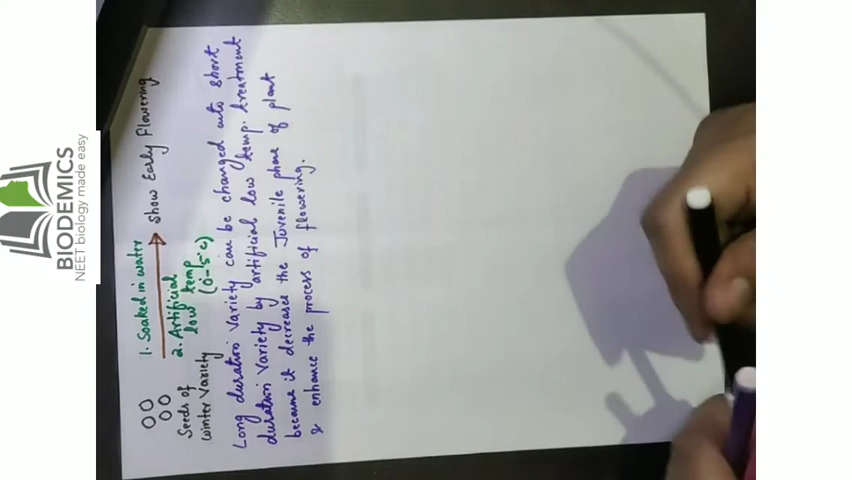 1. Soaked in water
Show Early Flowering
2. Artificial
low temp
(0-5°c)
Seeds of
winter Variety
Long duration Variety can be changed into short
duration Variety by artificial low temp. treatment
because it decreases the Juvenile phase of plant
& enhance the process of flowering.
BIODEMICS
NEET biology made easy